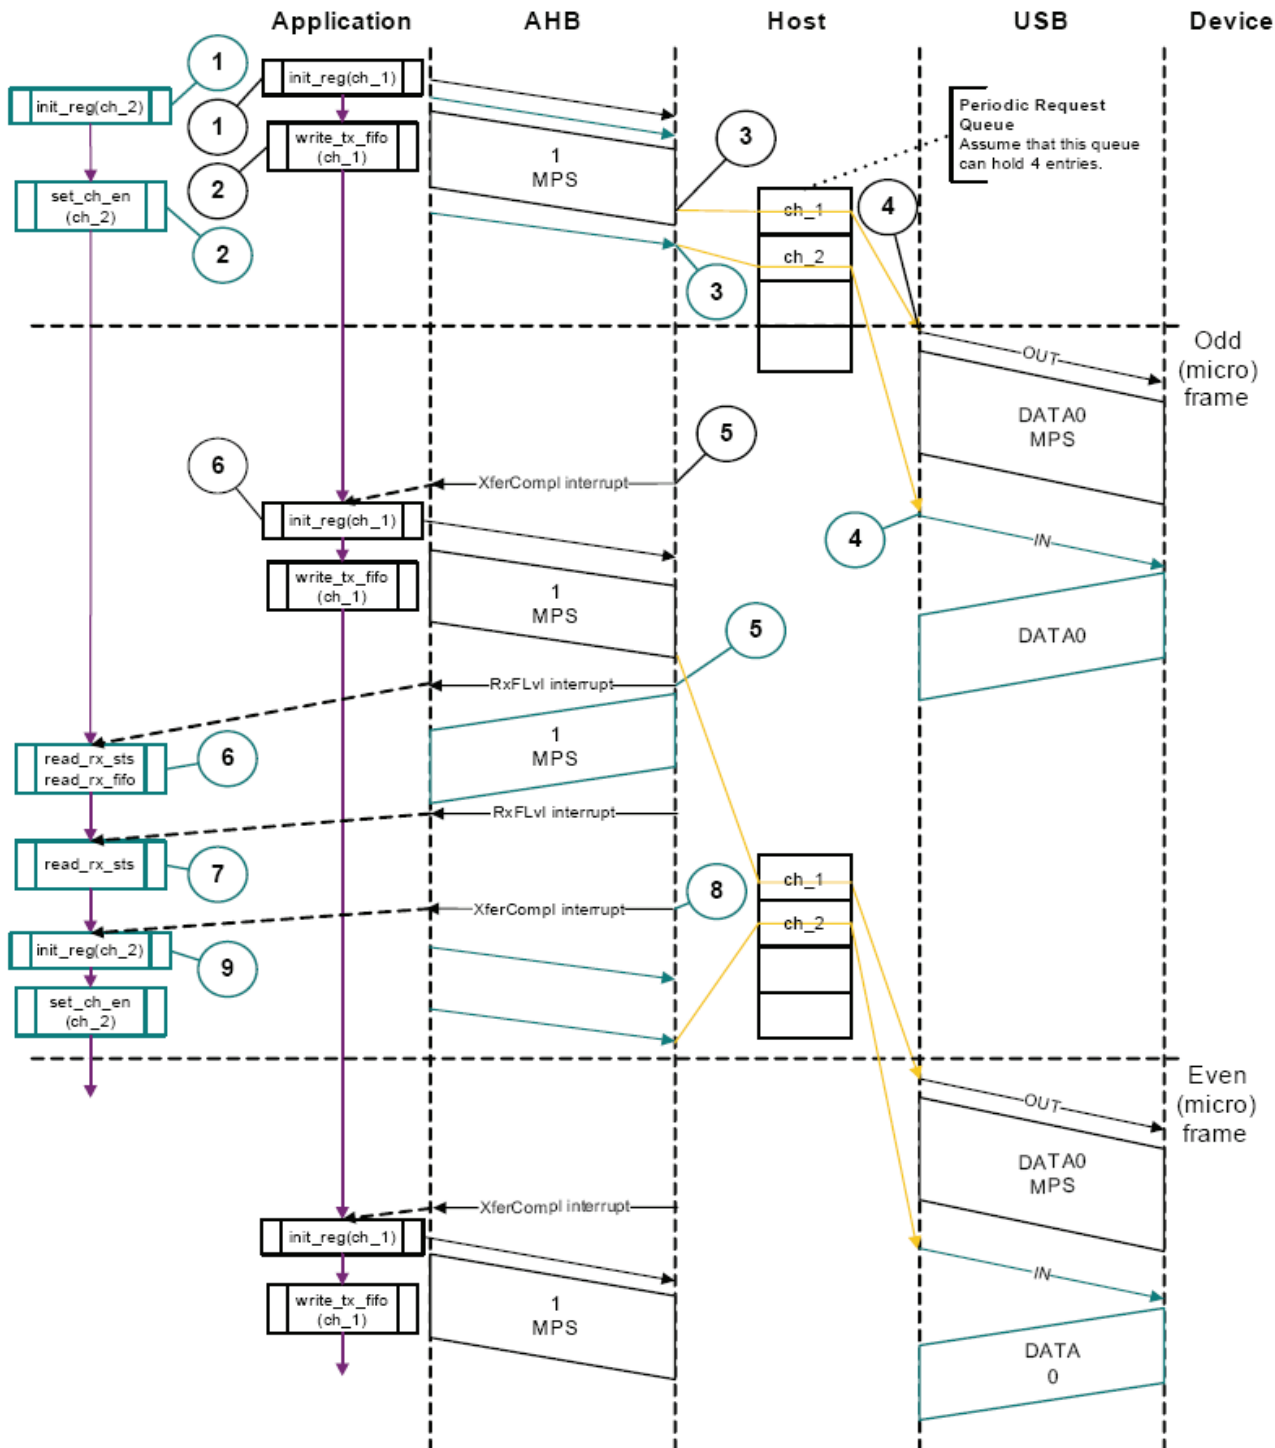 Application
AHB
Host
USB
Device
1
init_reg(ch_1)
init_reg(ch_2)
1
Periodic Request
Queue
Assume that this queue
can hold 4 entries.
write_tx_fifo
(ch_1)
1
MPS
3
2
set_ch_en
(ch_2)
ch_1
4
2
ch_2
3
Odd
(micro)
frame
OUT
DATA0
MPS
5
6
XferCompl interrupt
init_reg(ch_1)
4
IN
write_tx_fifo
(ch_1)
1
MPS
5
DATA0
RxFLvl interrupt
1
MPS
read_rx_sts
read_rx_fifo
6
RxFLvl interrupt
read_rx_sts
7
ch_1
8
XferCompl interrupt
ch_2
init_reg(ch_2)
9
set_ch_en
(ch_2)
Even
(micro)
frame
OUT
DATA0
MPS
XferCompl interrupt
init_reg(ch_1)
IN
write_tx_fifo
(ch_1)
1
MPS
DATA
0